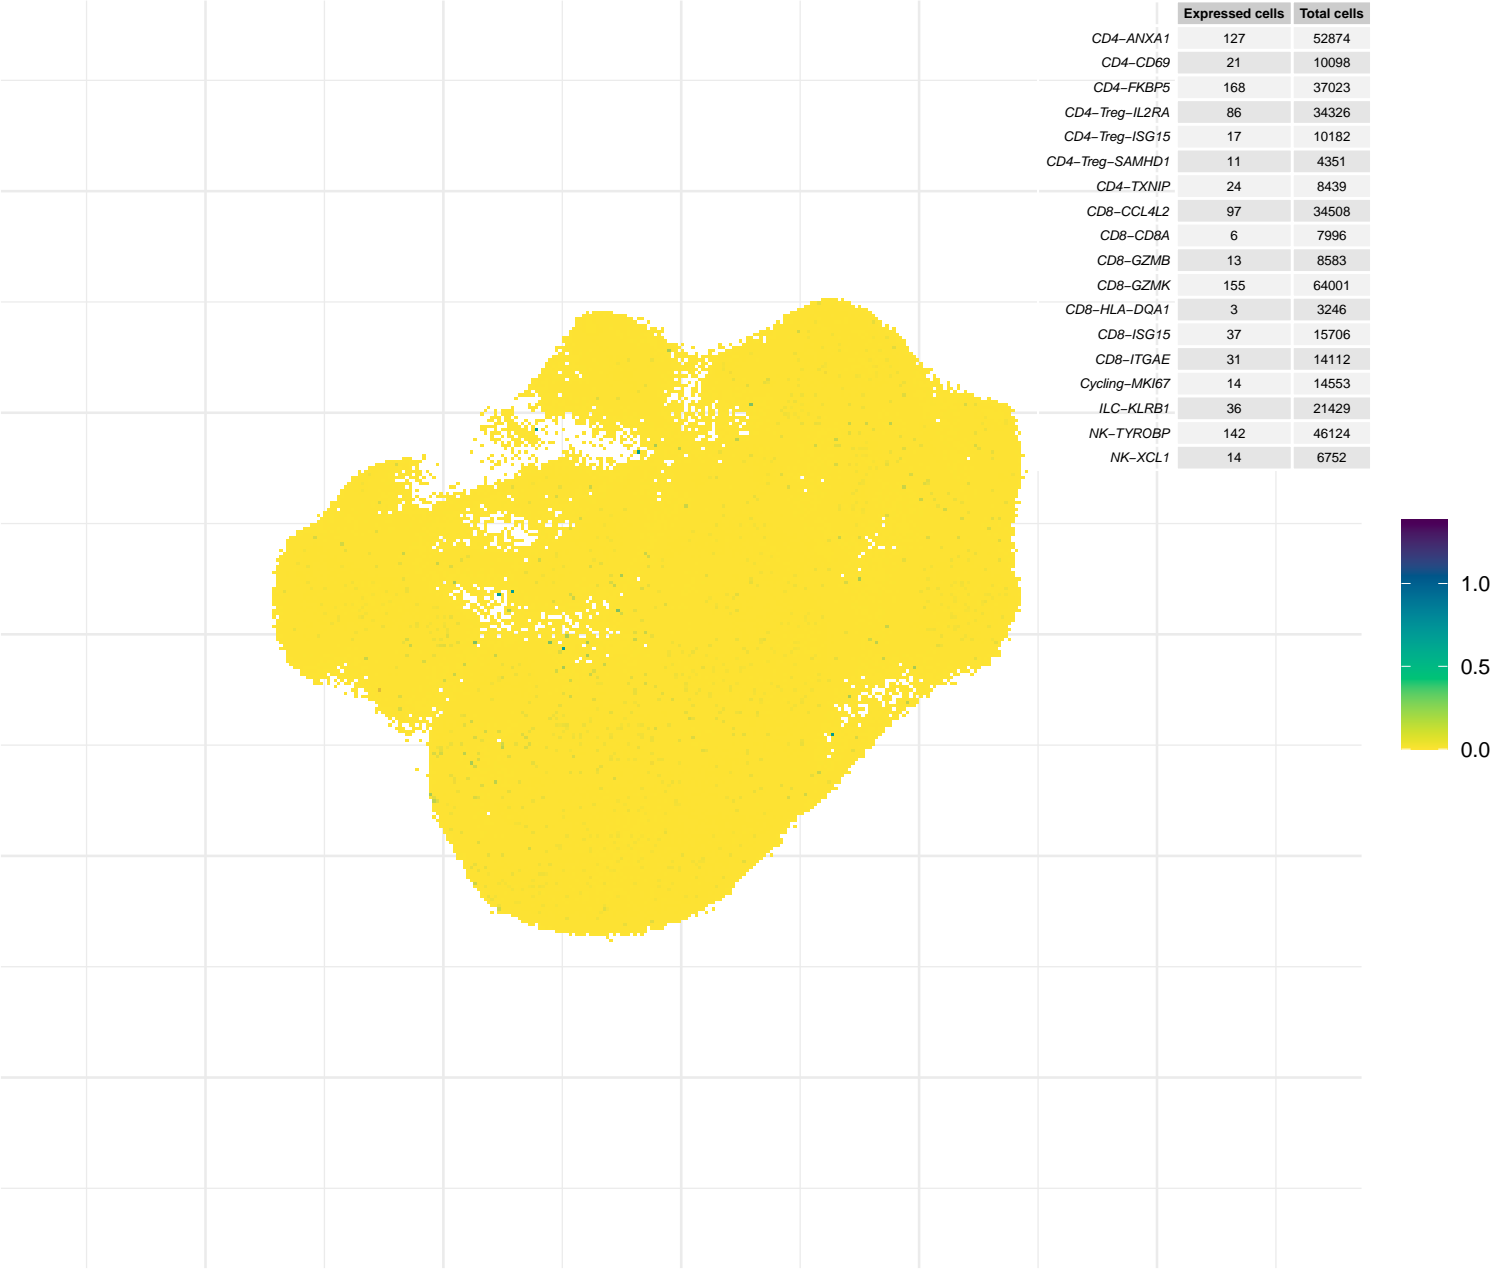 Expressed cells Total cells
CD4−ANXA1 127 52874
CD4−CD69 21 10098
CD4−FKBP5 168 37023
CD4−Treg−IL2RA 86 34326
CD4−Treg−ISG15 17 10182
CD4−Treg−SAMHD1 11 4351
CD4−TXNIP 24 8439
CD8−CCL4L2 97 34508
CD8−CD8A 6 7996
CD8−GZMB 13 8583
CD8−GZMK 155 64001
CD8−HLA−DQA1 3 3246
CD8−ISG15 37 15706
CD8−ITGAE 31 14112
Cycling−MKI67 14 14553
ILC−KLRB1 36 21429
NK−TYROBP 142 46124
NK−XCL1 14 6752
1.0
0.5
0.0